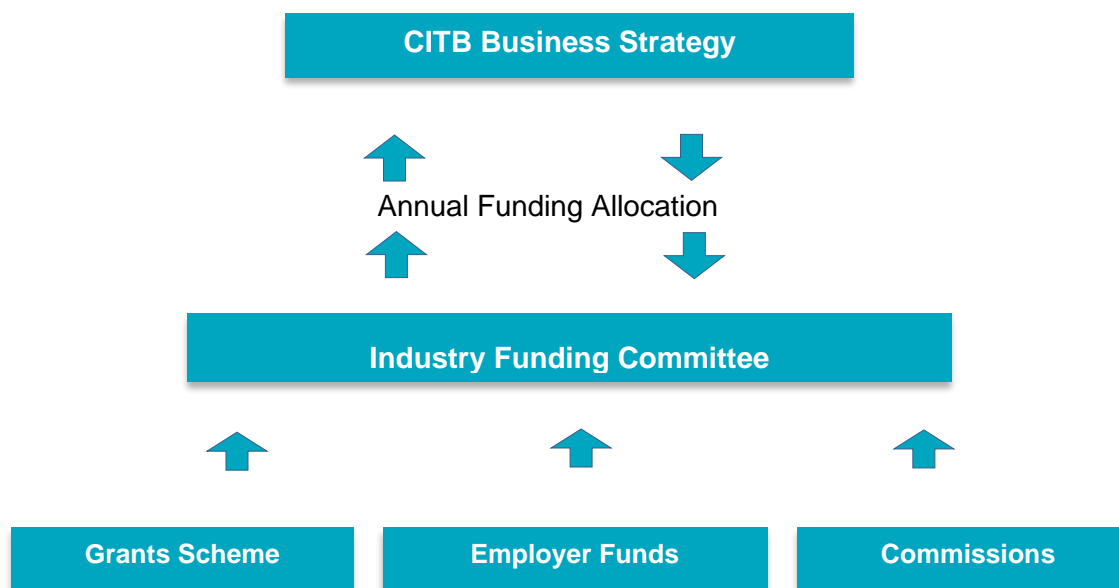 CITB Business Strategy
Annual Funding Allocation
Industry Funding Committee
Grants Scheme
Employer Funds
Commissions